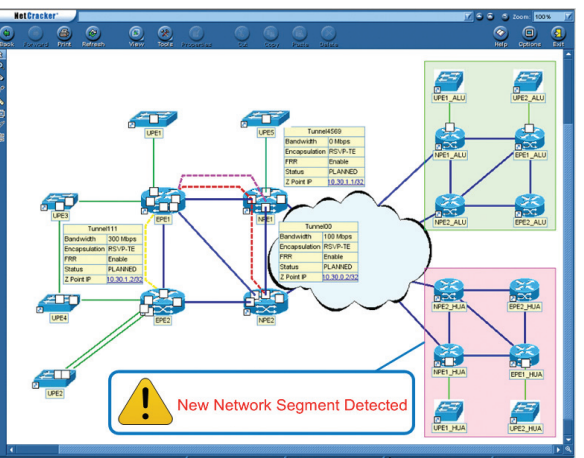 NetCracker
Zoom: 100%
Back Forward Print Refresh View Tools Properties Cut Copy Paste Delete Help Options Exit
UPE1
UPE5
UPE1_ALU
UPE2_ALU
Tunnel4569
Bandwidth 0 Mbps
Encapsulation RSVP-TE
FRR Enable
Status PLANNED
Z Point IP 10.30.1.1/32
NPE1_ALU
EPE1_ALU
UPE3
EPE1
NPE1
NPE2_ALU
EPE2_ALU
Tunnel111
Bandwidth 300 Mbps
Encapsulation RSVP-TE
FRR Enable
Status PLANNED
Z Point IP 10.30.1.2/32
Tunnel00
Bandwidth 100 Mbps
Encapsulation RSVP-TE
FRR Enable
Status PLANNED
Z Point IP 10.30.0.2/32
UPE4
EPE2
NPE2
NPE2_HUA
EPE2_HUA
UPE2
NPE1_HUA
EPE1_HUA
New Network Segment Detected
UPE1_HUA
UPE2_HUA